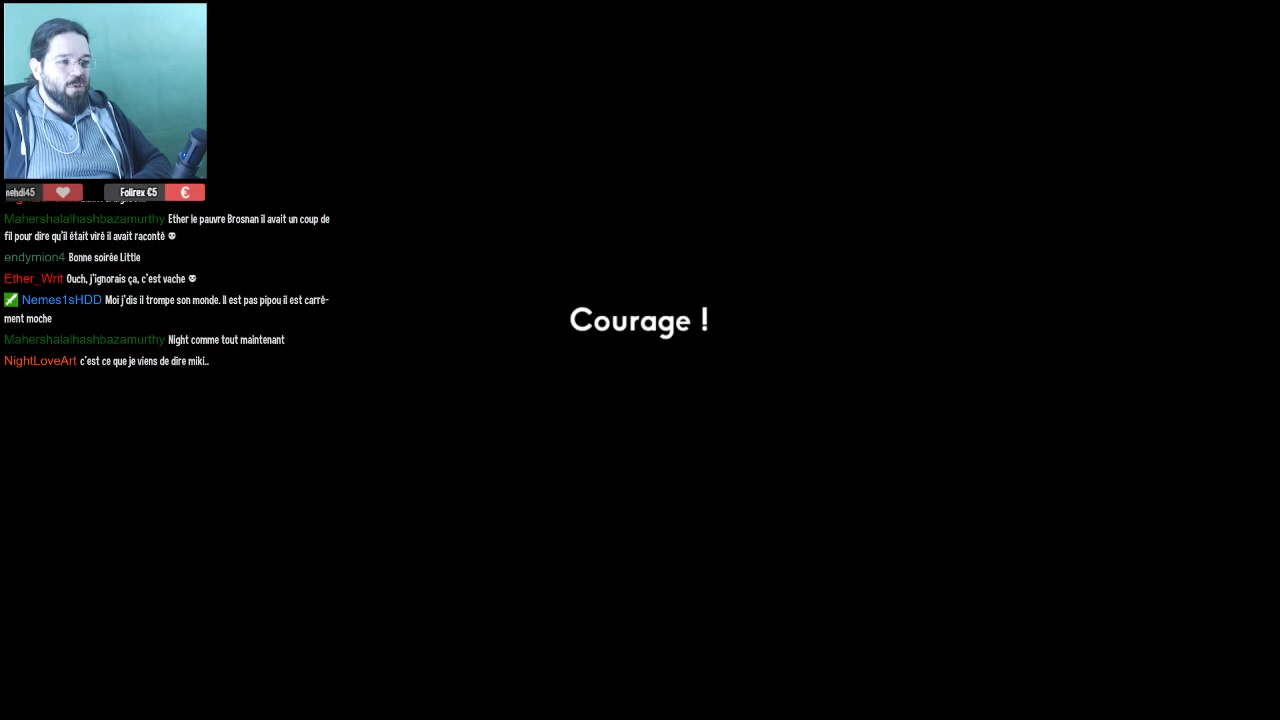 nehdi45
Folirex €5 €
Mahershalalhashbazamurthy Ether le pauvre Brosnan il avait un coup de
fil pour dire qu'il était viré il avait raconté 💀
endymion4 Bonne soirée Little
Ether_Writ Ouch, j'ignorais ça, c'est vache 💀
Nemes1sHDD Moi j'dis il trompe son monde. Il est pas pipou il est carré-
ment moche
Mahershalalhashbazamurthy Night comme tout maintenant
NightLoveArt c'est ce que je viens de dire miki..
Courage !